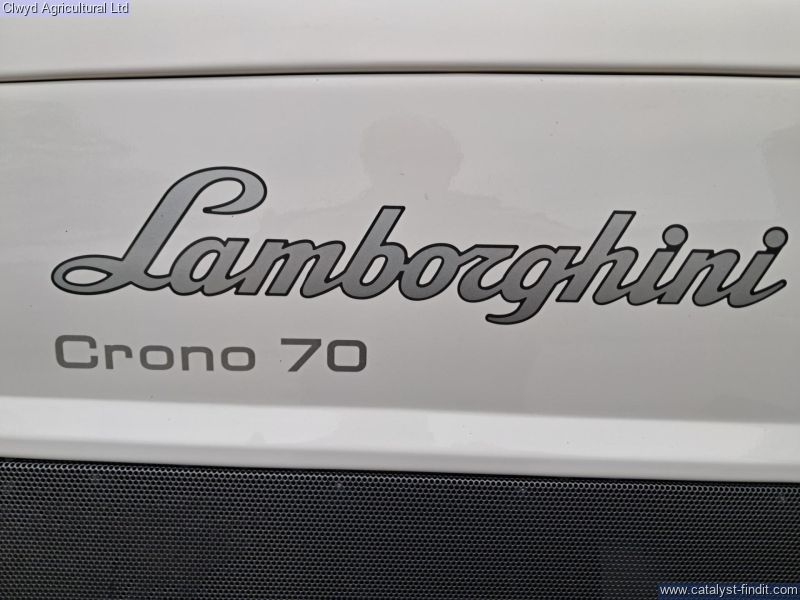 Clwyd Agricultural Ltd
Lamborghini
Crono 70
www.catalyst-findit.com